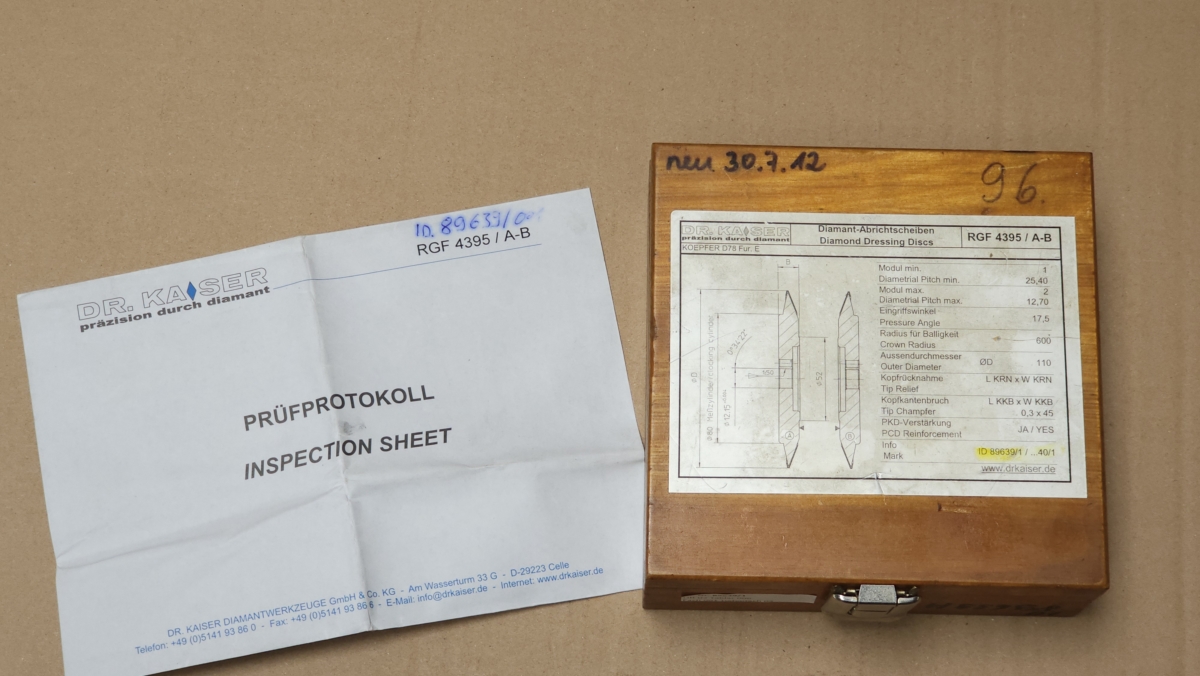 ID. 89639/001
RGF 4395 / A-B
DR. KAISER
präzision durch diamant
PRÜFPROTOKOLL
INSPECTION SHEET
DR. KAISER DIAMANTWERKZEUGE GmbH & Co. KG - Am Wasserturm 33 G - D-29223 Celle
Telefon: +49 (0)5141 93 86 0 - Fax: +49 (0)5141 93 86 6 - E-Mail: info@drkaiser.de - Internet: www.drkaiser.de
neu 30.7.12
96.
DR. KAISER
präzision durch diamant
Diamant-Abrichtscheiben
Diamond Dressing Discs
RGF 4395 / A-B
KOEPFER D76 Fur. E
B
ØD
Ø52
A
B
Modul min. 1
Diametrial Pitch min. 25,40
Modul max. 2
Diametrial Pitch max. 12,70
Eingriffswinkel
Pressure Angle 17,5
Radius für Balligkeit
Crown Radius 600
Aussendurchmesser
Outer Diameter ØD 110
Kopfrücknahme L KRN x W KRN
Tip Relief
Kopfkantenbruch L KKB x W KKB
Tip Champfer 0,3 x 45
PKD-Verstärkung
PCD Reinforcement JA / YES
Info
Mark ID 89639/1 / ...40/1
www.drkaiser.de